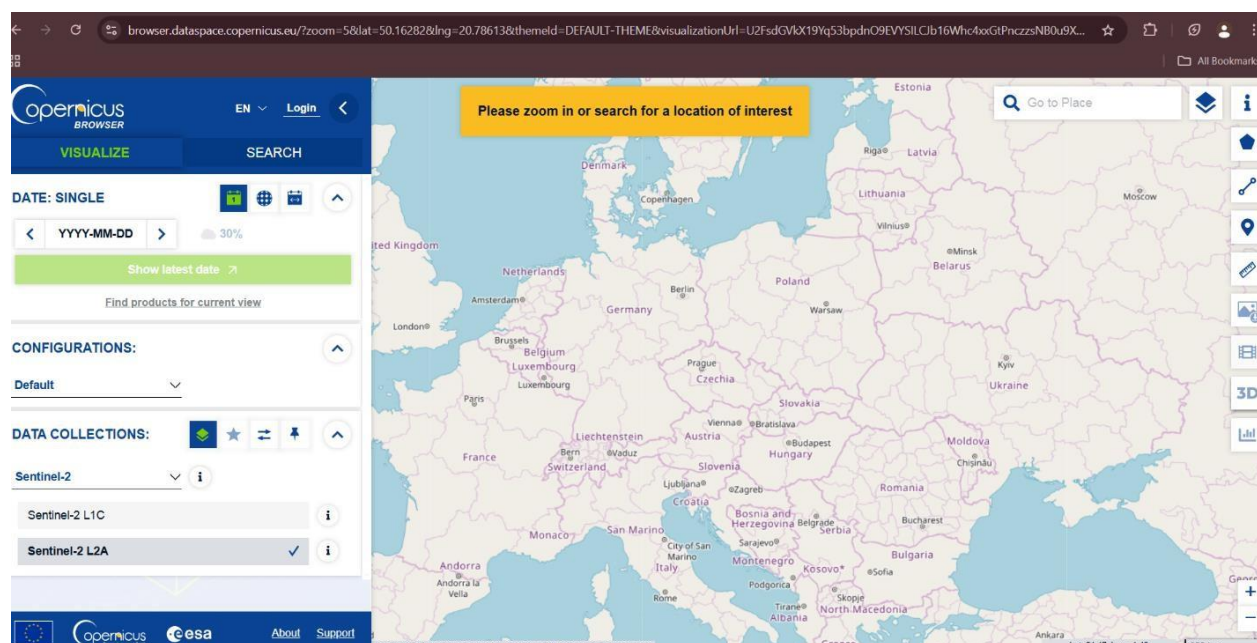 browser.dataspace.copernicus.eu/?zoom=5&lat=50.16282&lng=20.78613&themeId=DEFAULT-THEME&visualizationUrl=
All Bookmark
Copernicus
BROWSER
EN
Login
VISUALIZE
SEARCH
DATE: SINGLE
1
YYYY-MM-DD
30%
Show latest date
Find products for current view
CONFIGURATIONS:
Default
DATA COLLECTIONS:
Sentinel-2
i
Sentinel-2 L1C
i
Sentinel-2 L2A
i
opernicus
esa
About
Support
Please zoom in or search for a location of interest
Go to Place
i
3D
Estonia
Riga
Latvia
Denmark
Copenhagen
Lithuania
Moscow
Vilnius
ited Kingdom
Minsk
Belarus
Netherlands
Poland
Berlin
Amsterdam
Germany
Warsaw
London
Brussels
Belgium
Luxembourg
Luxembourg
Prague
Czechia
Kyiv
Ukraine
Paris
Slovakia
Vienna
Bratislava
Liechtenstein
Austria
Budapest
Hungary
Moldova
Chișinău
France
Bern
Vaduz
Switzerland
Slovenia
Ljubljana
Zagreb
Croatia
Romania
Bosnia and
Herzegovina
Belgrade
Serbia
Bucharest
Monaco
San Marino
City of San
Marino
Italy
Sarajevo
Montenegro
Kosovo*
Bulgaria
Sofia
Andorra
Andorra la
Vella
Podgorica
Rome
Skopje
Tirane
North Macedonia
Ankara
+